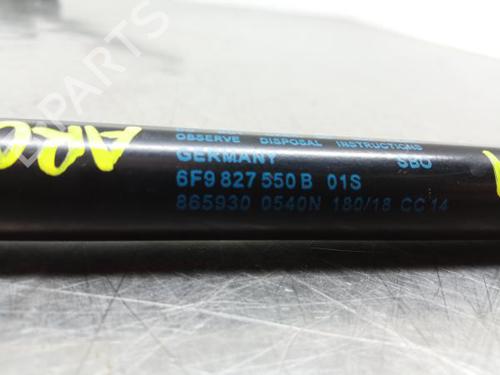 OBSERVE DISPOSAL INSTRUCTIONS
GERMANY SBO
6F9 827 550 B 01S
865930 0540N 180/18 CC 14